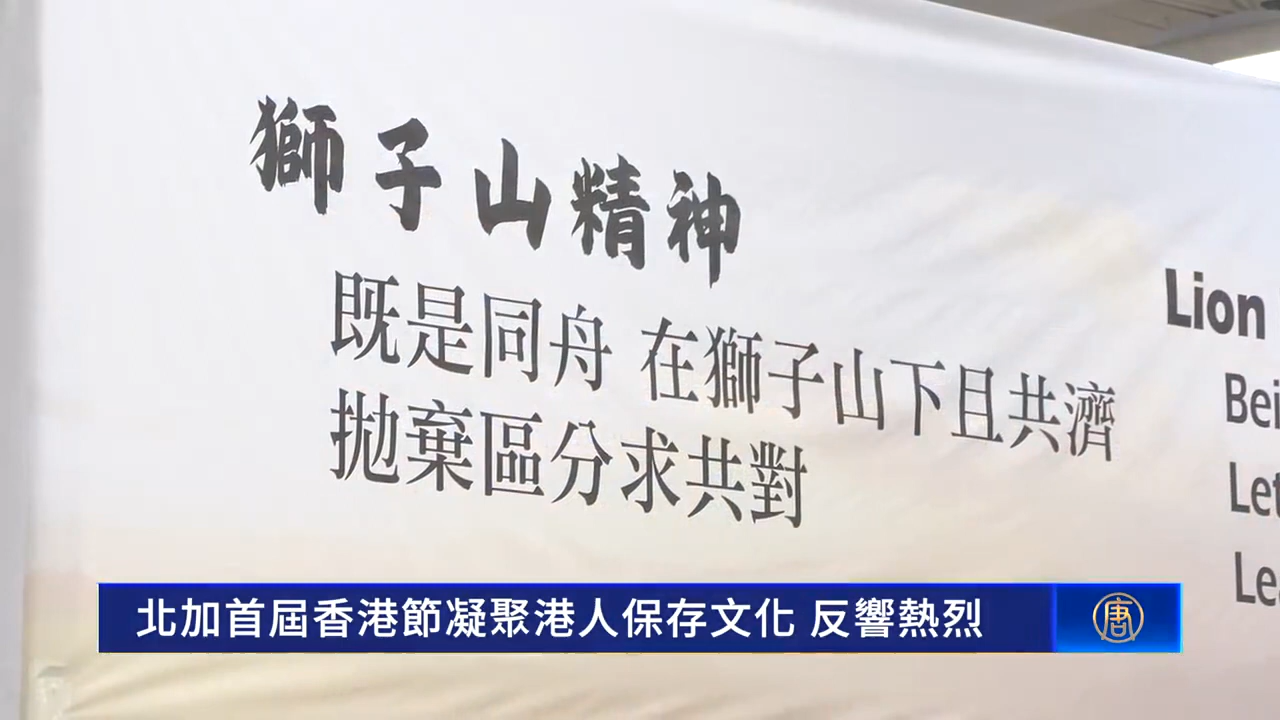 獅子山精神
既是同舟 在獅子山下且共濟
拋棄區分求共對
Lion
Bei
Let
Lea
北加首屆香港節凝聚港人保存文化 反響熱烈
唐